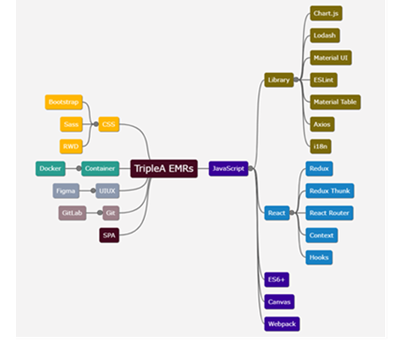 TripleA EMRs
CSS
Bootstrap
Sass
RWD
Container
Docker
UIUX
Figma
Git
GitLab
SPA
JavaScript
Library
Chart.js
Lodash
Material UI
ESLint
Material Table
Axios
i18n
React
Redux
Redux Thunk
React Router
Context
Hooks
ES6+
Canvas
Webpack